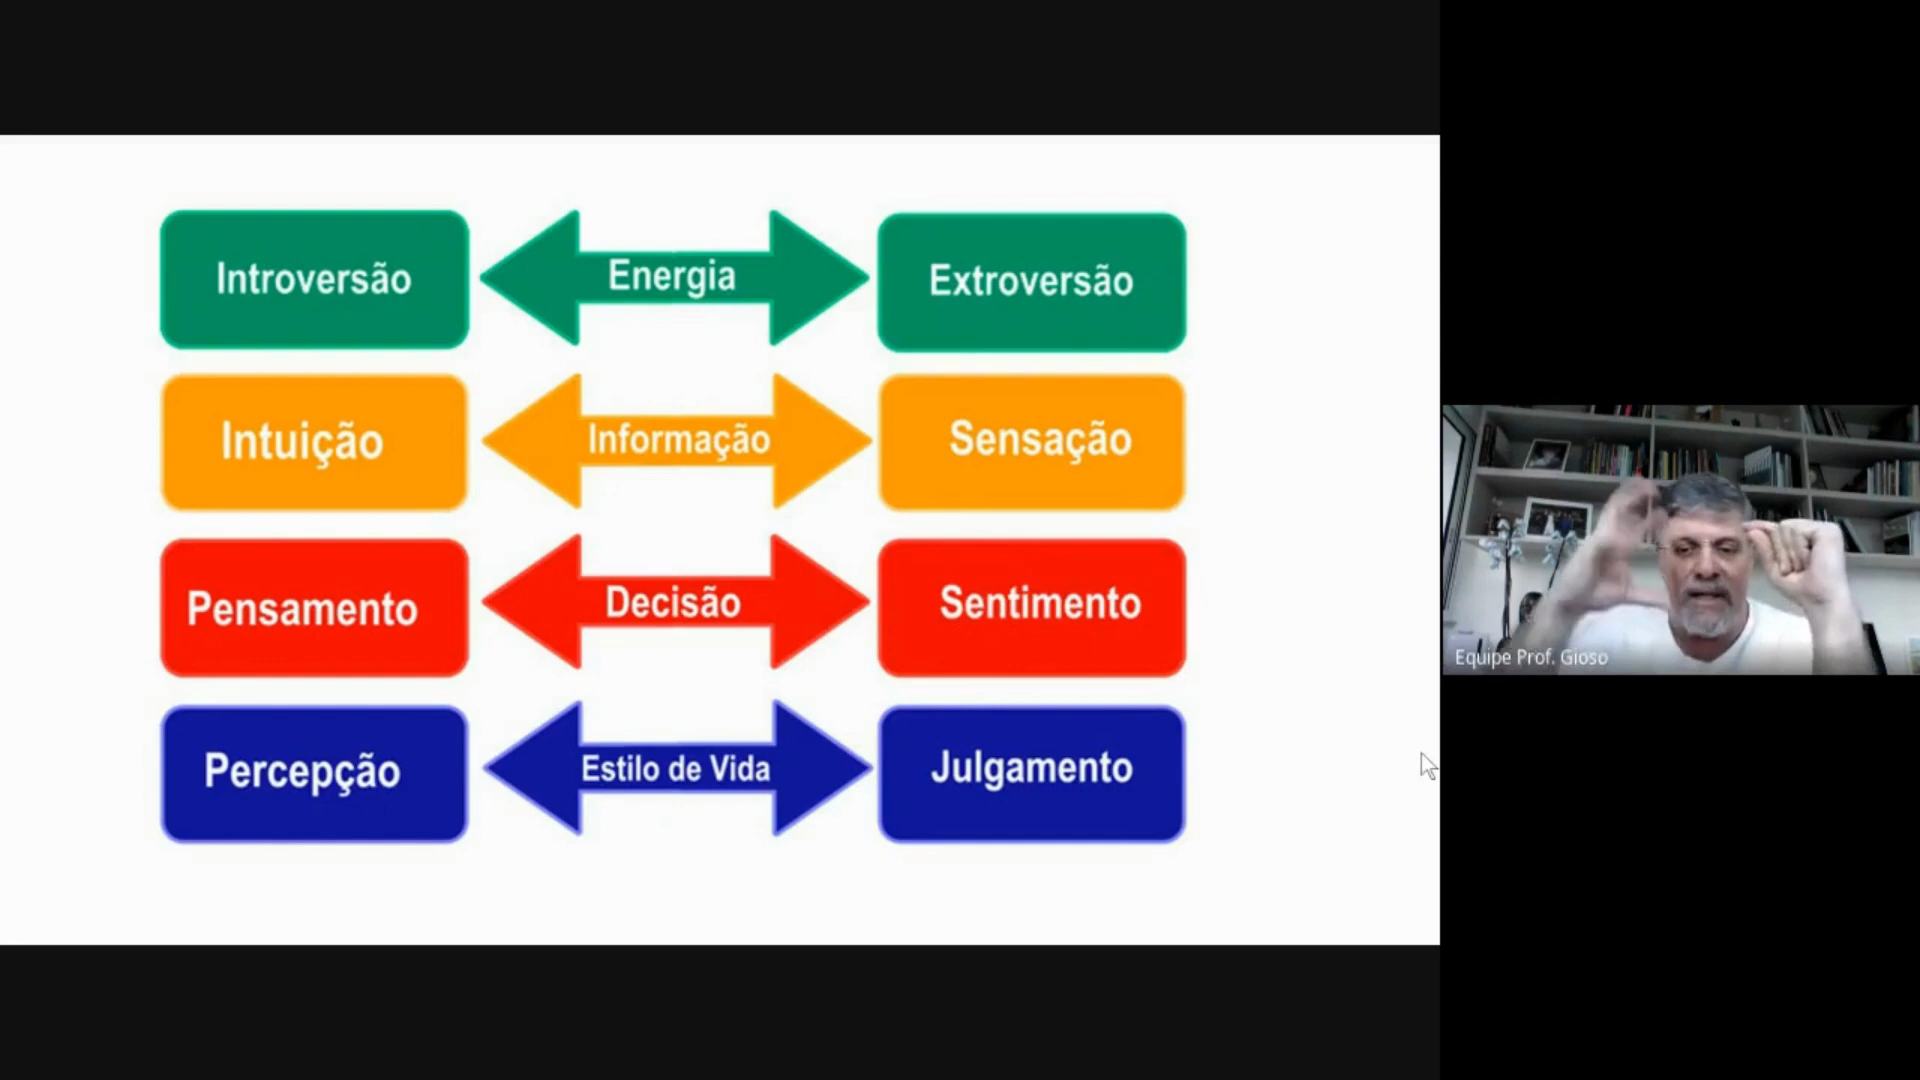 Introversão
Energia
Extroversão
Intuição
Informação
Sensação
Pensamento
Decisão
Sentimento
Percepção
Estilo de Vida
Julgamento
Equipe Prof. Gioso